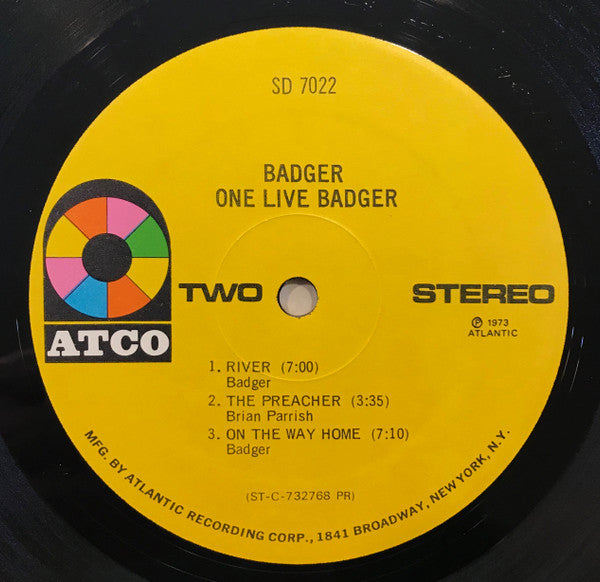 SD 7022
BADGER
ONE LIVE BADGER
TWO
STEREO
ATCO
℗ 1973
ATLANTIC
1. RIVER (7:00)
Badger
2. THE PREACHER (3:35)
Brian Parrish
3. ON THE WAY HOME (7:10)
Badger
(ST-C-732768 PR)
MFG. BY ATLANTIC RECORDING CORP., 1841 BROADWAY, NEW YORK, N.Y.